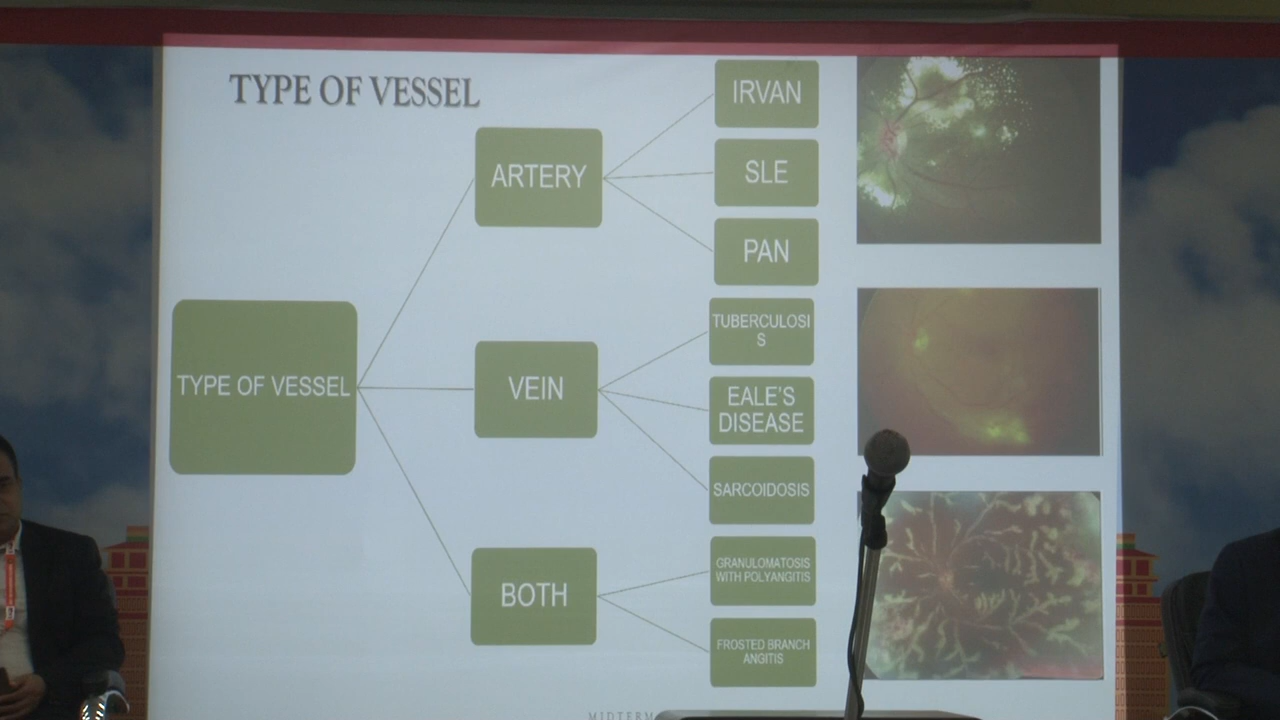 TYPE OF VESSEL
TYPE OF VESSEL
ARTERY
IRVAN
SLE
PAN
VEIN
TUBERCULOSI
S
EALE'S
DISEASE
SARCOIDOSIS
BOTH
GRANULOMATOSIS
WITH POLYANGITIS
FROSTED BRANCH
ANGITIS
MIDTERM